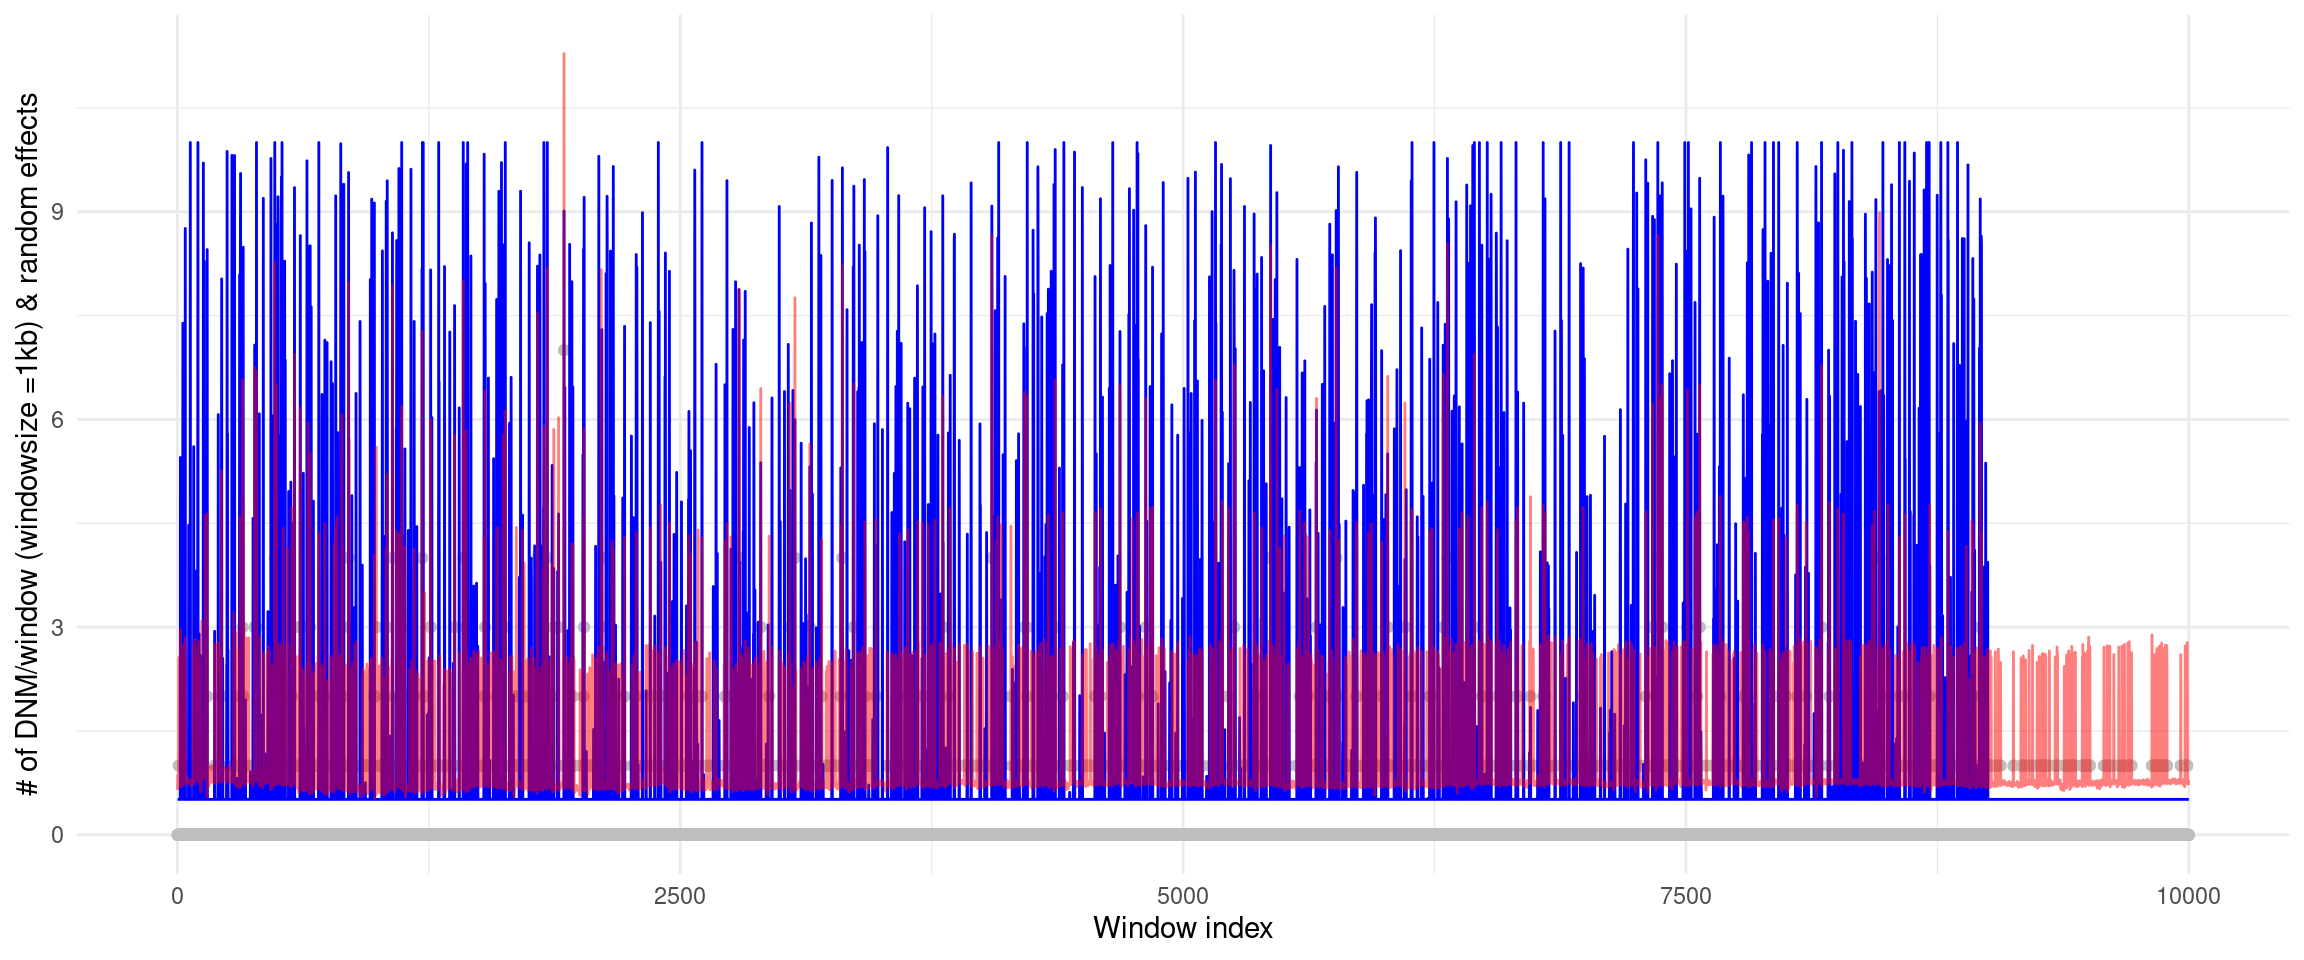 # of DNM/window (windowsize =1kb) & random effects
9
6
3
0
0 2500 5000 7500 10000
Window index